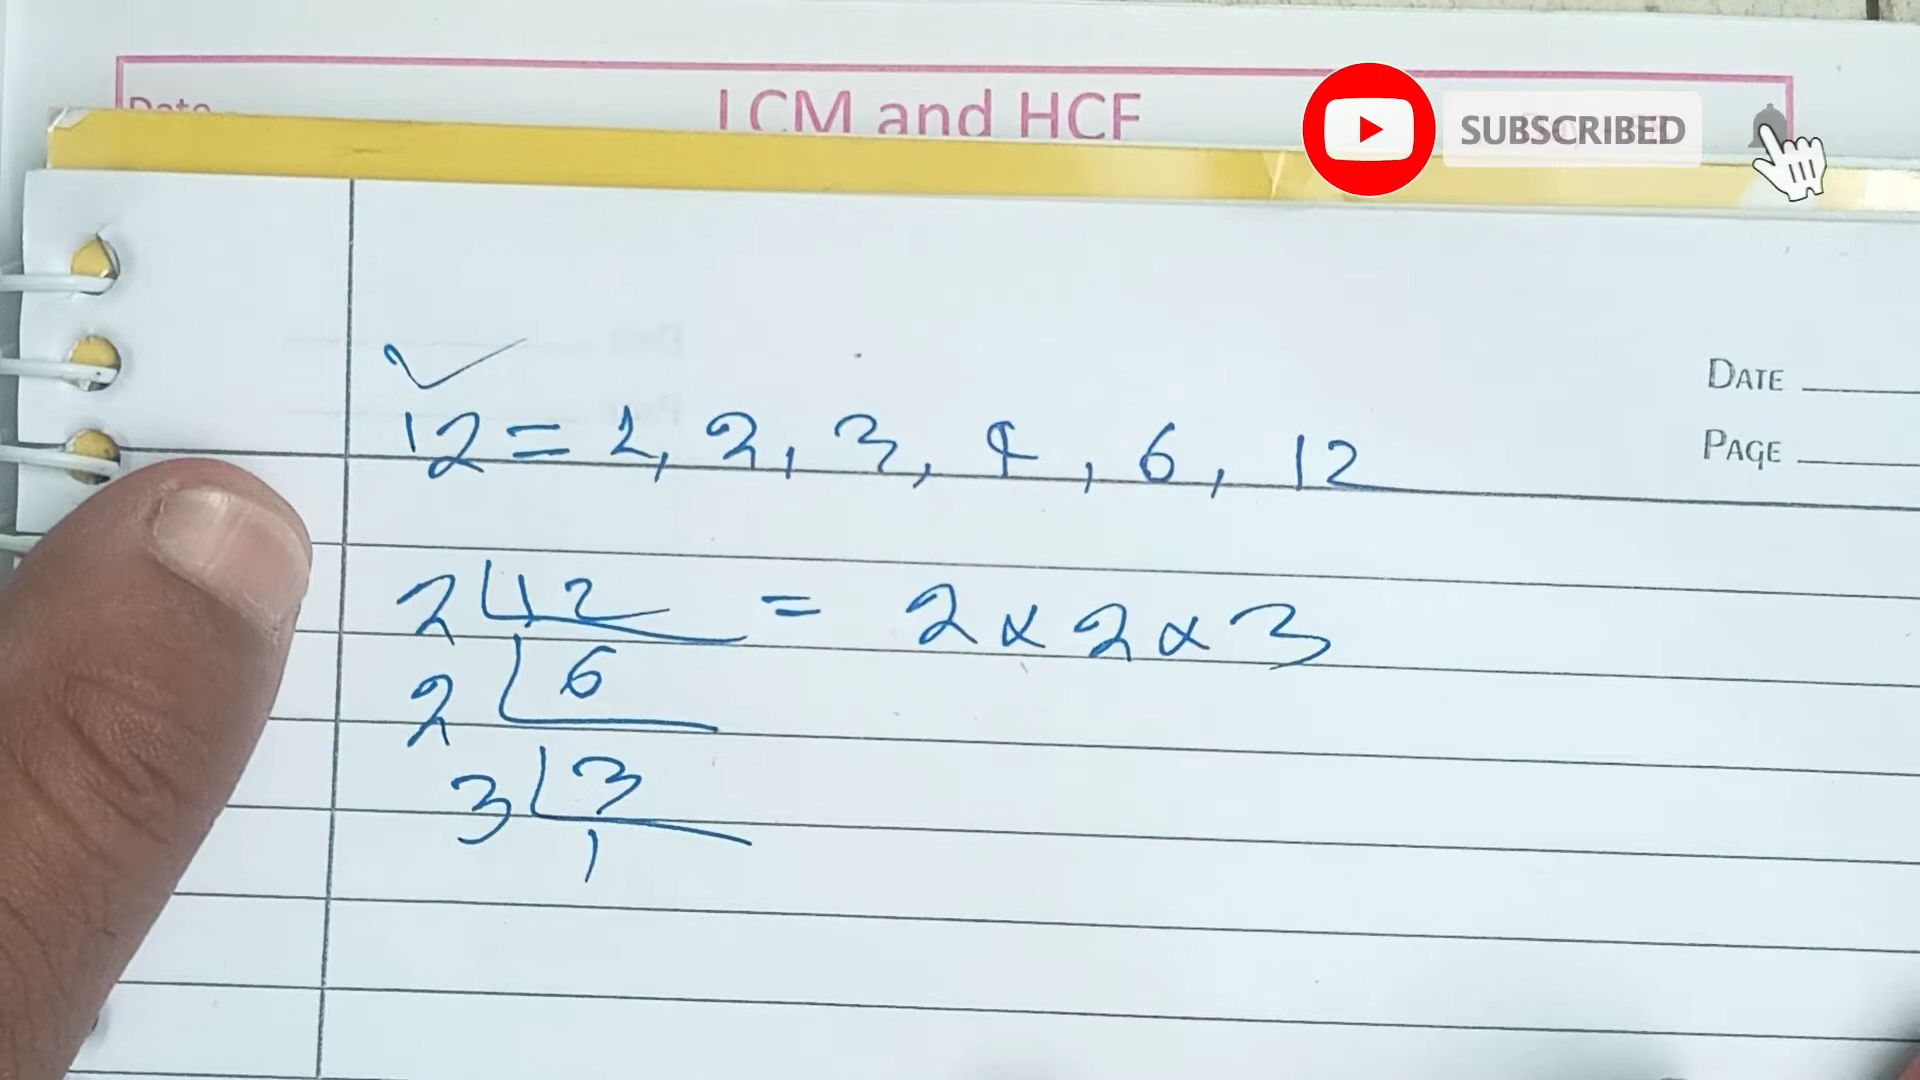 LCM and HCF
SUBSCRIBED
DATE
12 = 1, 2, 3, 4, 6, 12
PAGE
2 12 = 2 x 2 x 3
2 6
3 3
1